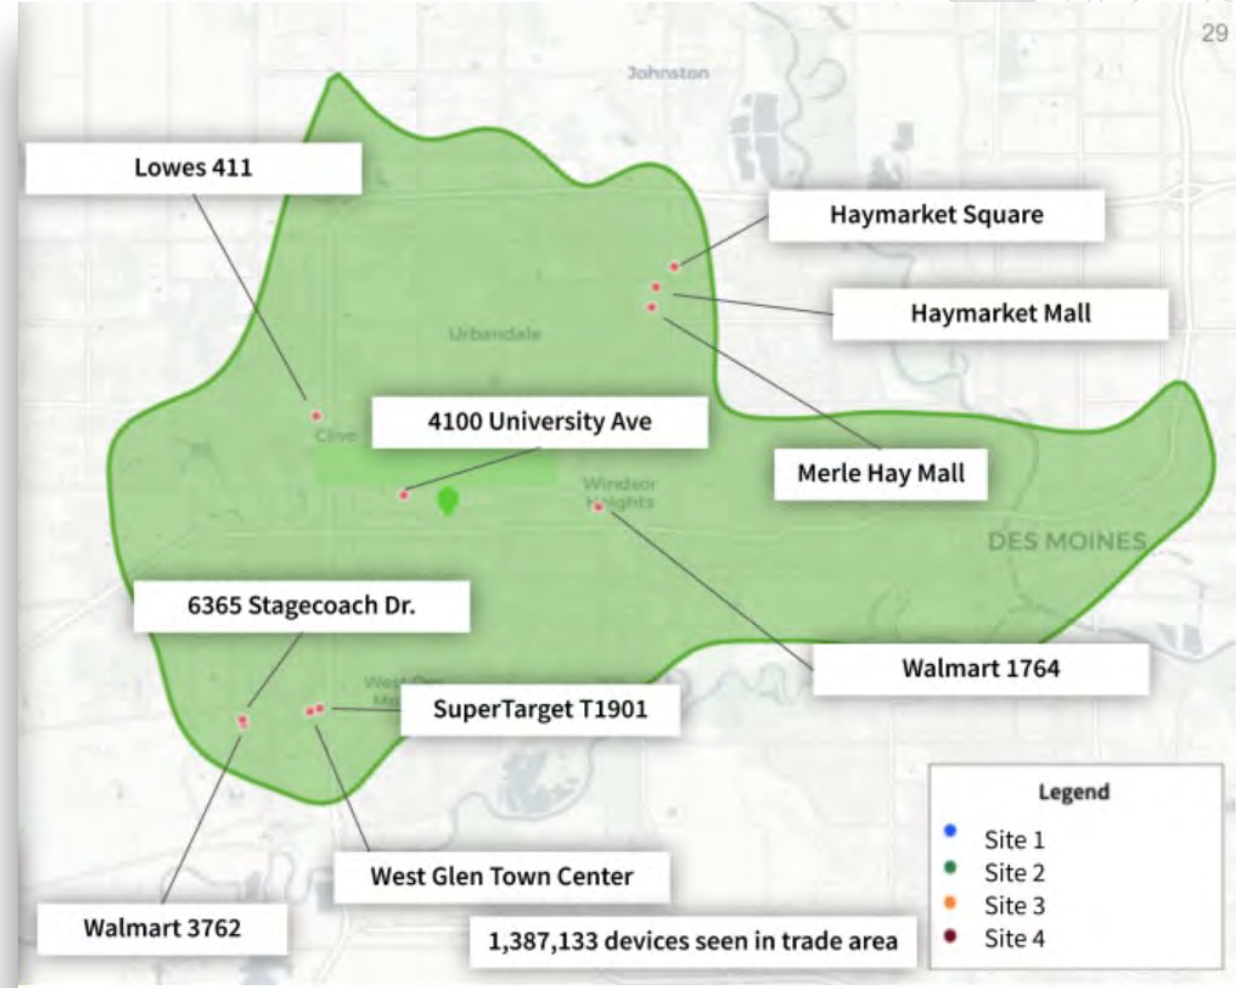 29
Johnston
Lowes 411
Haymarket Square
Haymarket Mall
Urbandale
4100 University Ave
Clive
Merle Hay Mall
Windsor
Heights
DES MOINES
6365 Stagecoach Dr.
Walmart 1764
West Des
SuperTarget T1901
Legend
Site 1
Site 2
Site 3
Site 4
West Glen Town Center
Walmart 3762
1,387,133 devices seen in trade area